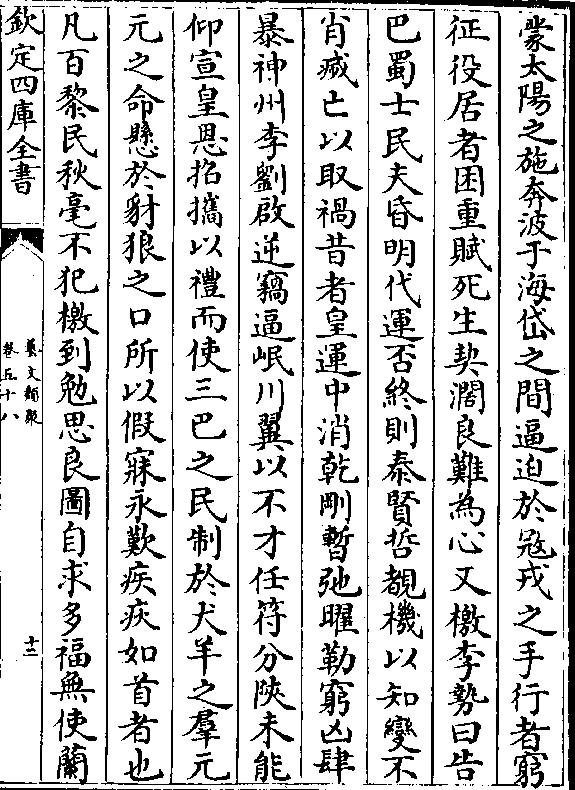 蒙太陽之施奔波于海岱之間逼迫於冦戎之手行者窮
征役居者困重賦死生契濶良難為心又檄李勢曰告
巴蜀士民夫昏明代運否終則泰賢哲覩機以知變不
肖臧亡以取禍昔者皇運中消乾剛暫弛曜勒窮凶肆
暴神州李劉啟逆竊逼岷川翼以不才任符分陜未能
仰宣皇恩招擕以禮而使三巴之民制於犬羊之羣元
元之命懸於豺狼之口所以假寐永歎疾疢如首者也
凡百黎民秋毫不犯檄到勉思良圖自求多福無使蘭
欽定四庫全書
藝文類聚
卷五十八
十三